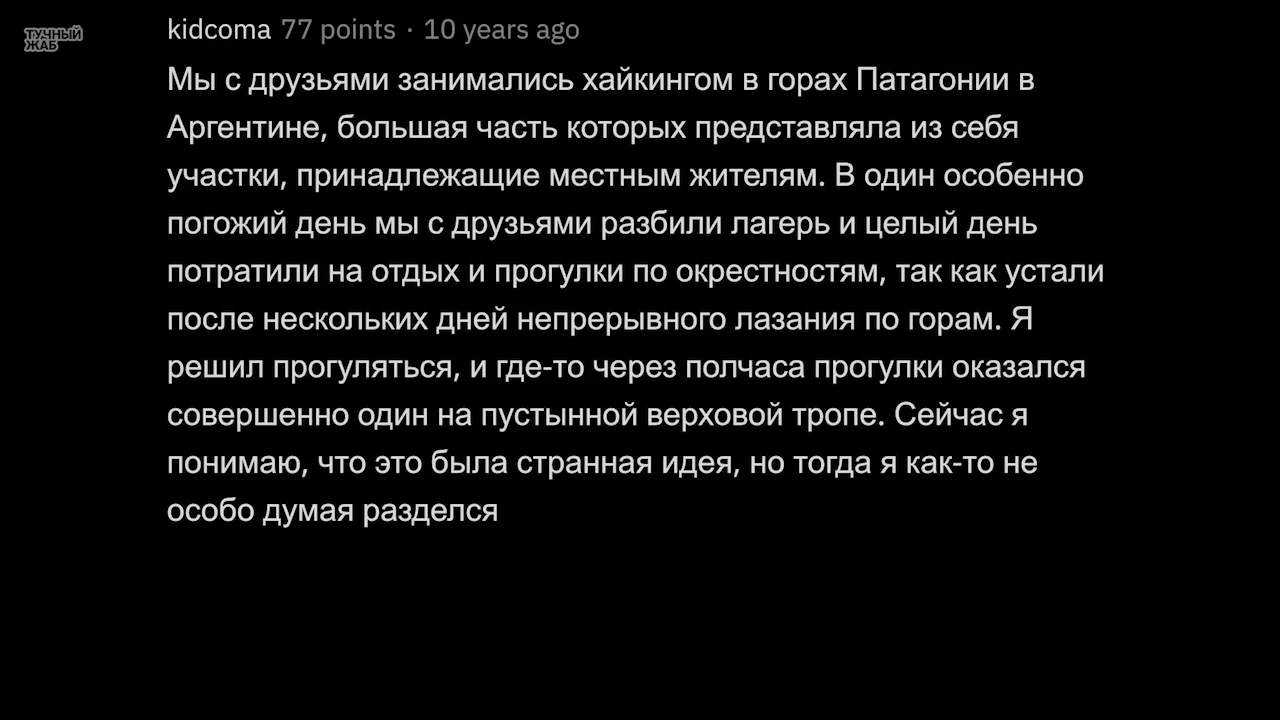 ТУЧНЫЙ
ЖАБ
kidcoma 77 points · 10 years ago
Мы с друзьями занимались хайкингом в горах Патагонии в
Аргентине, большая часть которых представляла из себя
участки, принадлежащие местным жителям. В один особенно
погожий день мы с друзьями разбили лагерь и целый день
потратили на отдых и прогулки по окрестностям, так как устали
после нескольких дней непрерывного лазания по горам. Я
решил прогуляться, и где-то через полчаса прогулки оказался
совершенно один на пустынной верховой тропе. Сейчас я
понимаю, что это была странная идея, но тогда я как-то не
особо думая разделся